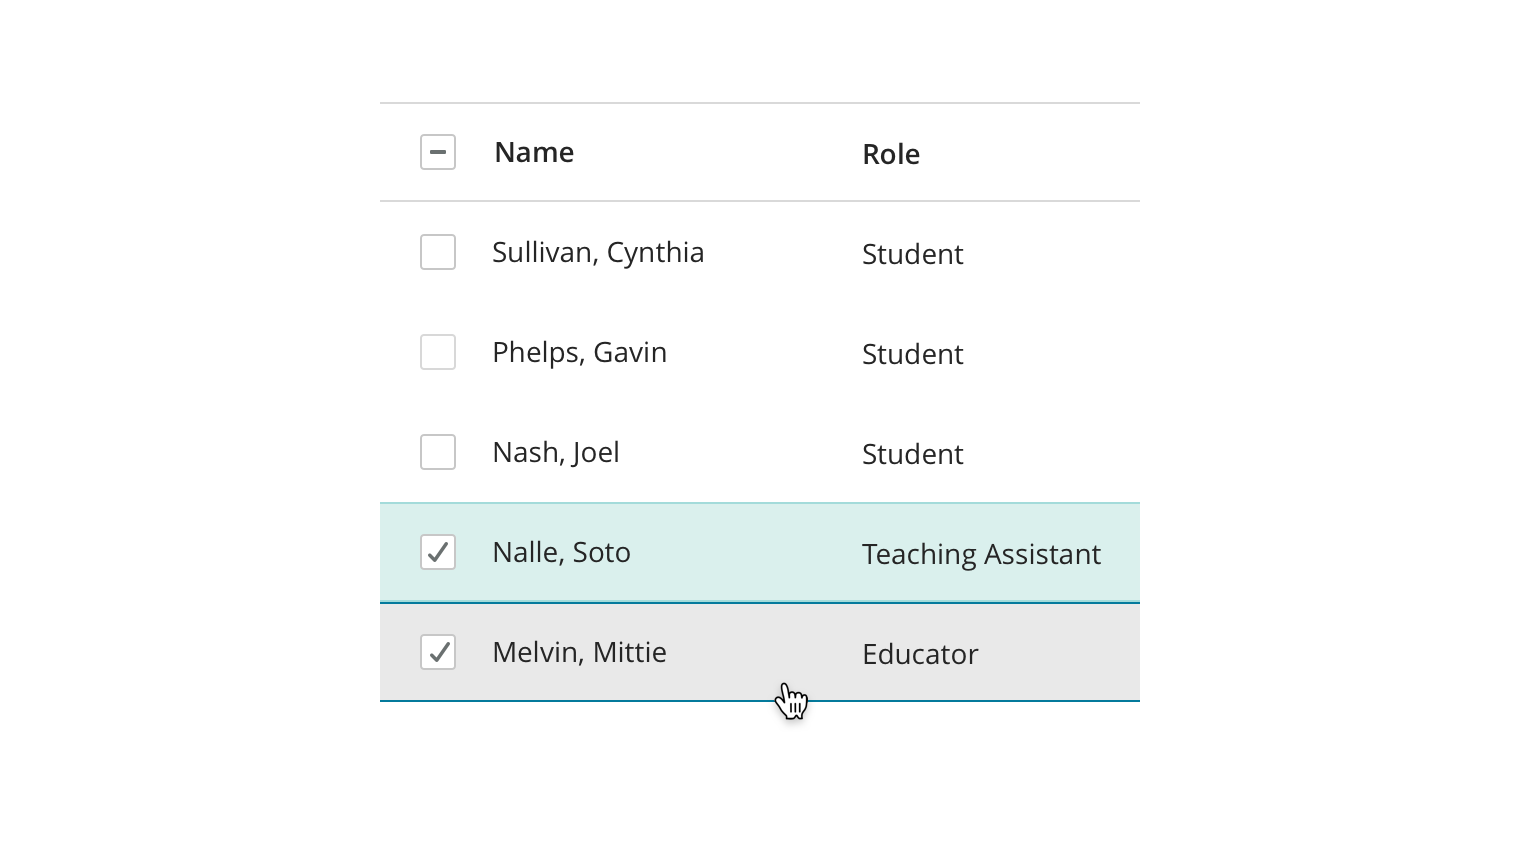 Name Role
Sullivan, Cynthia Student
Phelps, Gavin Student
Nash, Joel Student
Nalle, Soto Teaching Assistant
Melvin, Mittie Educator